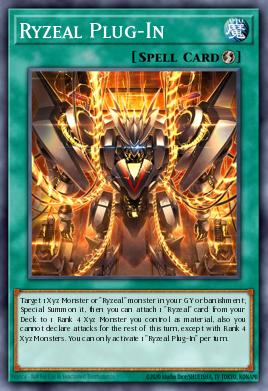 Ryzeal Plug-In
魔
[Spell Card]
Target 1 Xyz Monster or "Ryzeal" monster in your GY or banishment;
Special Summon it, then you can attach 1 "Ryzeal" card from your
Deck to 1 Rank 4 Xyz Monster you control as material, also you
cannot declare attacks for the rest of this turn, except with Rank 4
Xyz Monsters. You can only activate 1 "Ryzeal Plug-In" per turn.